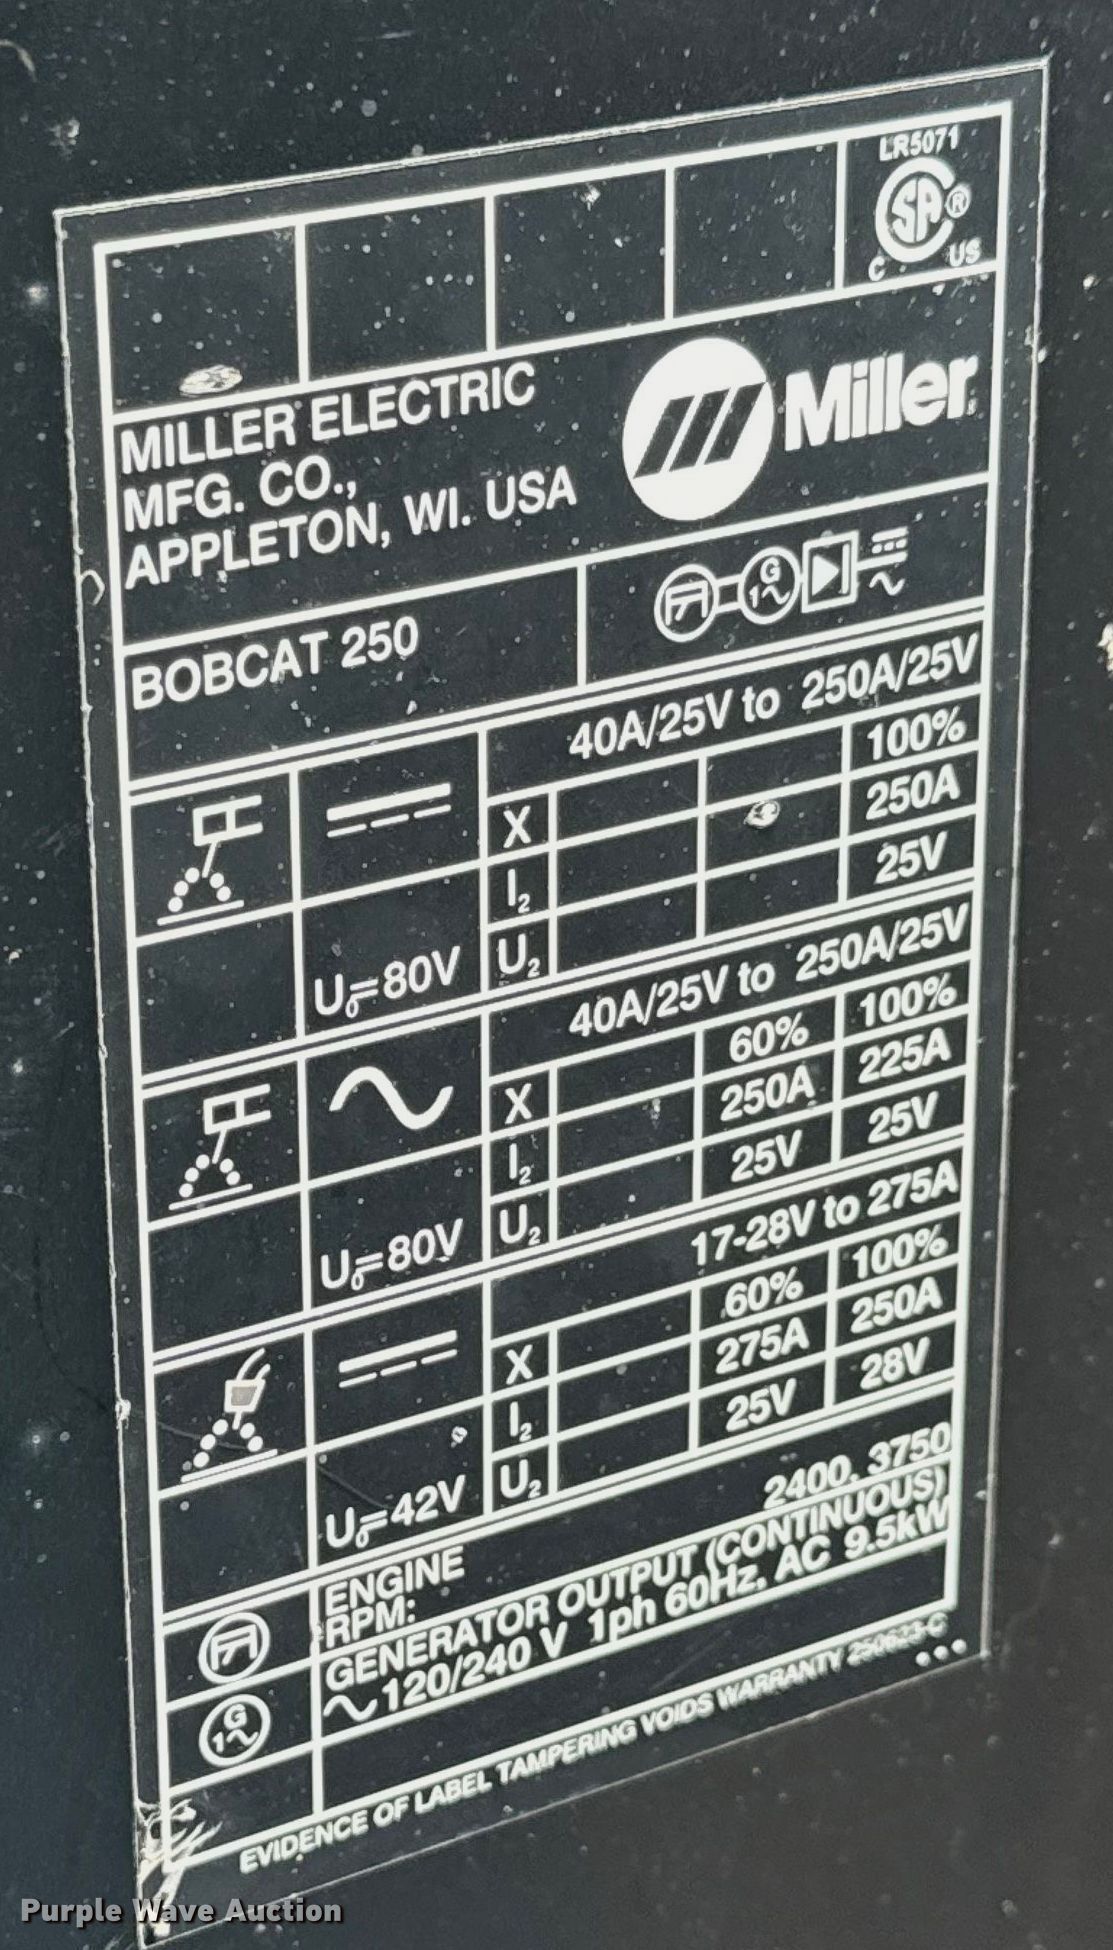 LR5071
SA ®
C US
MILLER ELECTRIC
MFG. CO.,
APPLETON, WI. USA
Miller
BOBCAT 250
G
1~
40A/25V to 250A/25V
X 100%
I2 250A
U0=80V U2 25V
40A/25V to 250A/25V
X 60% 100%
I2 250A 225A
U0=80V U2 25V 25V
17-28V to 275A
X 60% 100%
I2 275A 250A
U0=42V U2 25V 28V
ENGINE
RPM: 2400, 3750
GENERATOR OUTPUT (CONTINUOUS)
~120/240 V 1ph 60Hz, AC 9.5kW
G
1~
EVIDENCE OF LABEL TAMPERING VOIDS WARRANTY 250623-C
Purple Wave Auction